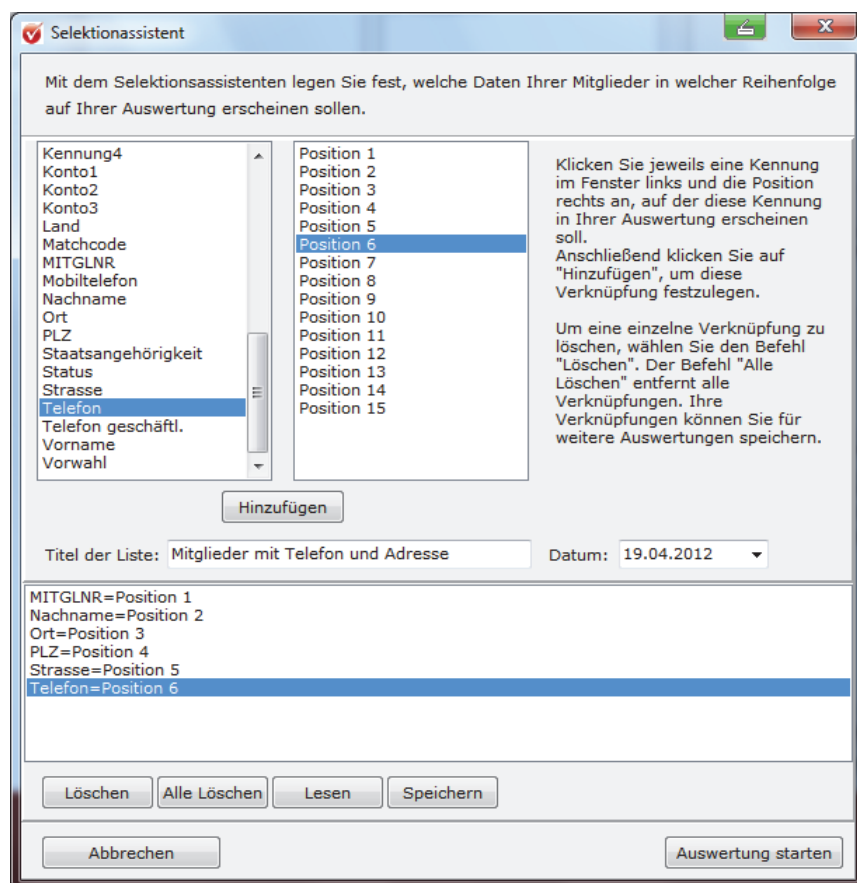 Selektionassistent
Mit dem Selektionsassistenten legen Sie fest, welche Daten Ihrer Mitglieder in welcher Reihenfolge
auf Ihrer Auswertung erscheinen sollen.
Kennung4
Konto1
Konto2
Konto3
Land
Matchcode
MITGLNR
Mobiltelefon
Nachname
Ort
PLZ
Staatsangehörigkeit
Status
Strasse
Telefon
Telefon geschäftl.
Vorname
Vorwahl
Position 1
Position 2
Position 3
Position 4
Position 5
Position 6
Position 7
Position 8
Position 9
Position 10
Position 11
Position 12
Position 13
Position 14
Position 15
Klicken Sie jeweils eine Kennung
im Fenster links und die Position
rechts an, auf der diese Kennung
in Ihrer Auswertung erscheinen
soll.
Anschließend klicken Sie auf
"Hinzufügen", um diese
Verknüpfung festzulegen.
Um eine einzelne Verknüpfung zu
löschen, wählen Sie den Befehl
"Löschen". Der Befehl "Alle
Löschen" entfernt alle
Verknüpfungen. Ihre
Verknüpfungen können Sie für
weitere Auswertungen speichern.
Hinzufügen
Titel der Liste: Mitglieder mit Telefon und Adresse Datum: 19.04.2012
MITGLNR=Position 1
Nachname=Position 2
Ort=Position 3
PLZ=Position 4
Strasse=Position 5
Telefon=Position 6
Löschen Alle Löschen Lesen Speichern
Abbrechen Auswertung starten